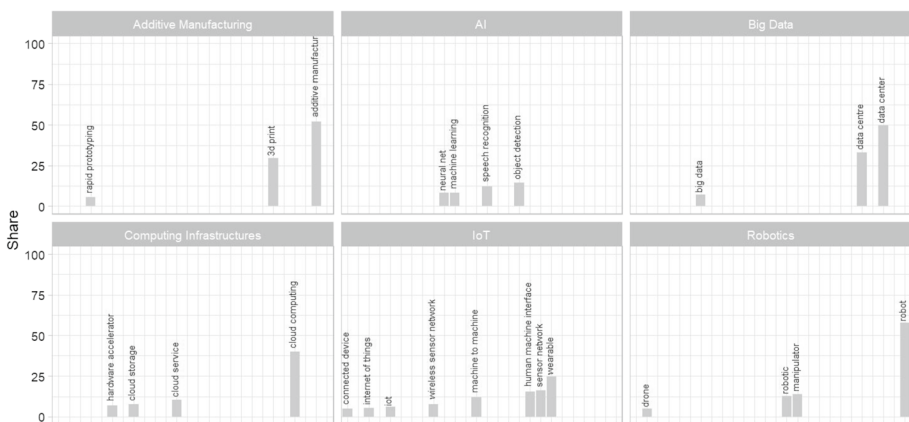 Additive Manufacturing
AI
Big Data
Share
100
75
50
25
0
rapid prototyping
3d print
additive manufactur
neural net
machine learning
speech recognition
object detection
big data
data centre
data center
Computing Infrastructures
IoT
Robotics
100
75
50
25
0
hardware accelerator
cloud storage
cloud service
cloud computing
connected device
internet of things
iot
wireless sensor network
machine to machine
human machine interface
sensor network
wearable
drone
robotic
manipulator
robot